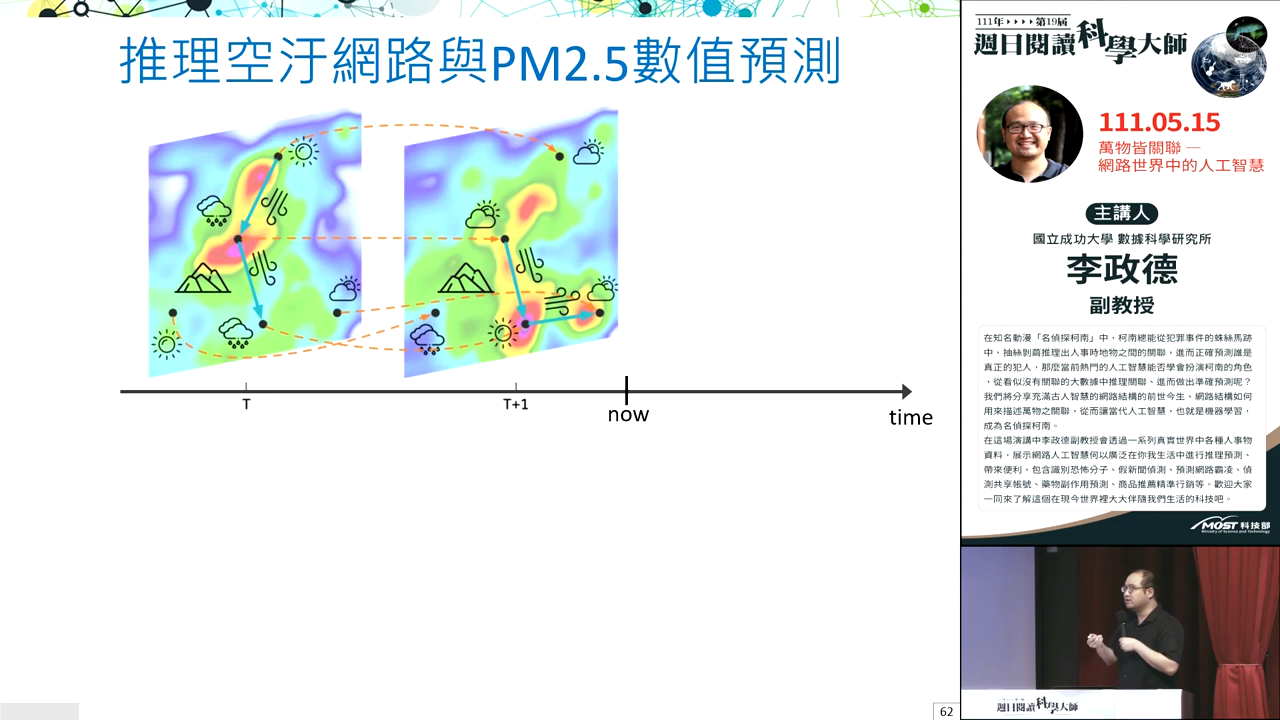 推理空汙網路與PM2.5數值預測
T
T+1
now
time
62
111年
第19屆
週日閱讀科學大師
111.05.15
萬物皆關聯 —
網路世界中的人工智慧
主講人
國立成功大學 數據科學研究所
李政德
副教授
在知名動漫「名偵探柯南」中，柯南總能從犯罪事件的蛛絲馬跡
中，抽絲剝繭推理出人事時地物之間的關聯，進而正確預測誰是
真正的犯人，那麼當前熱門的人工智慧能否學會扮演柯南的角色
，從看似沒有關聯的大數據中推理關聯、進而做出準確預測呢？
我們將分享充滿古人智慧的網路結構的前世今生、網路結構如何
用來描述萬物之關聯，從而讓當代人工智慧，也就是機器學習，
成為名偵探柯南。
在這場演講中李政德副教授會透過一系列真實世界中各種人事物
資料，展示網路人工智慧何以廣泛在你我生活中進行推理預測、
帶來便利，包含識別恐怖分子、假新聞偵測、預測網路霸凌、偵
測共享帳號、藥物副作用預測、商品推薦精準行銷等。歡迎大家
一同來了解這個在現今世界裡大大伴隨我們生活的科技吧。
MOST 科技部
Ministry of Science and Technology
週日閱讀科學大師